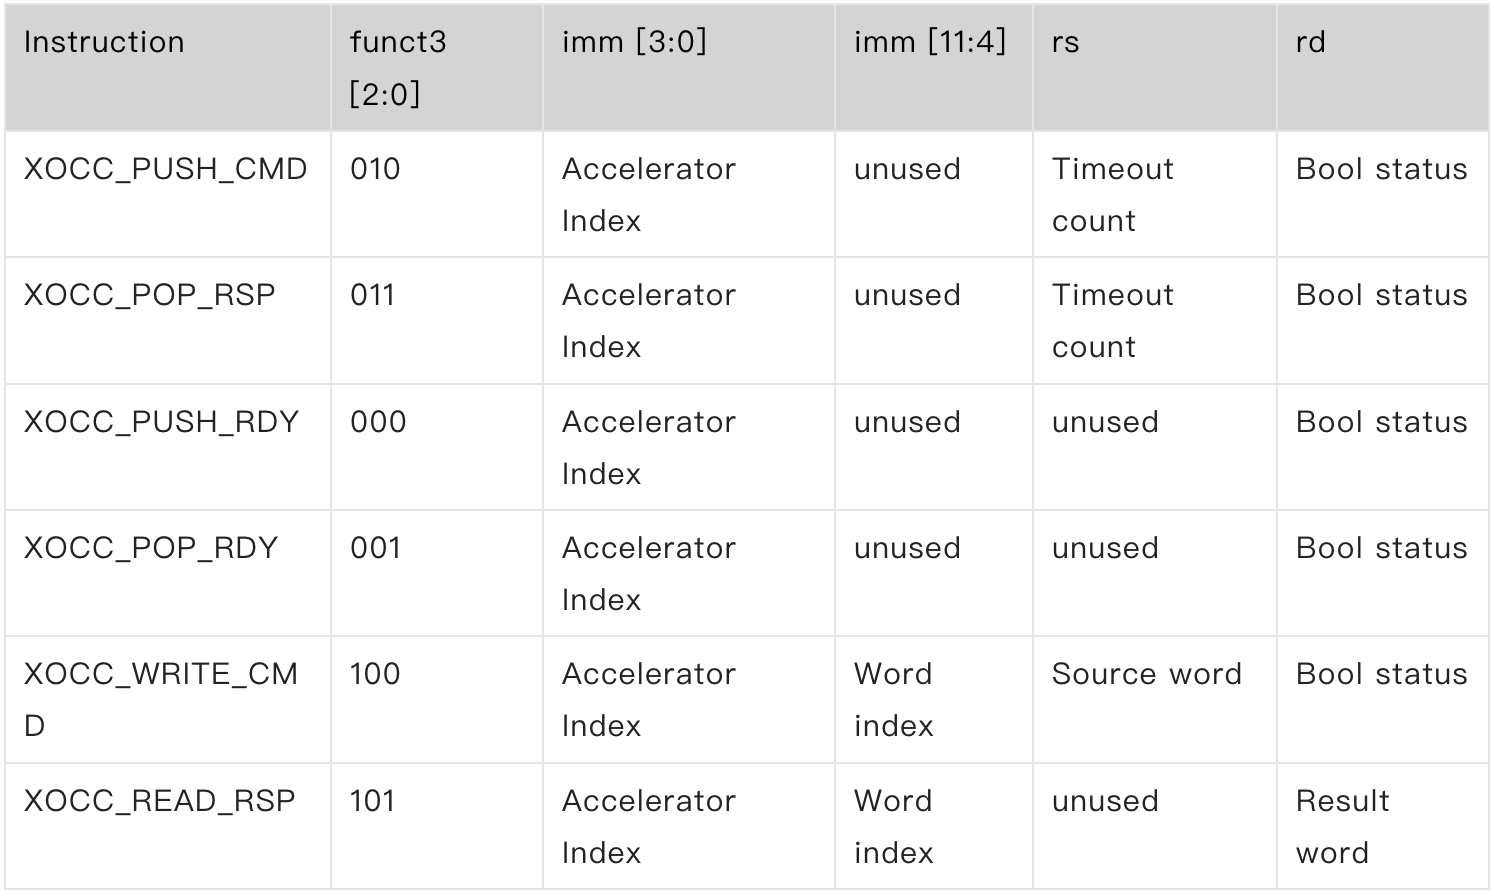 Instruction funct3 imm [3:0] imm [11:4] rs rd
[2:0]
XOCC_PUSH_CMD 010 Accelerator unused Timeout Bool status
Index count
XOCC_POP_RSP 011 Accelerator unused Timeout Bool status
Index count
XOCC_PUSH_RDY 000 Accelerator unused unused Bool status
Index
XOCC_POP_RDY 001 Accelerator unused unused Bool status
Index
XOCC_WRITE_CM 100 Accelerator Word Source word Bool status
D Index index
XOCC_READ_RSP 101 Accelerator Word unused Result
Index index word